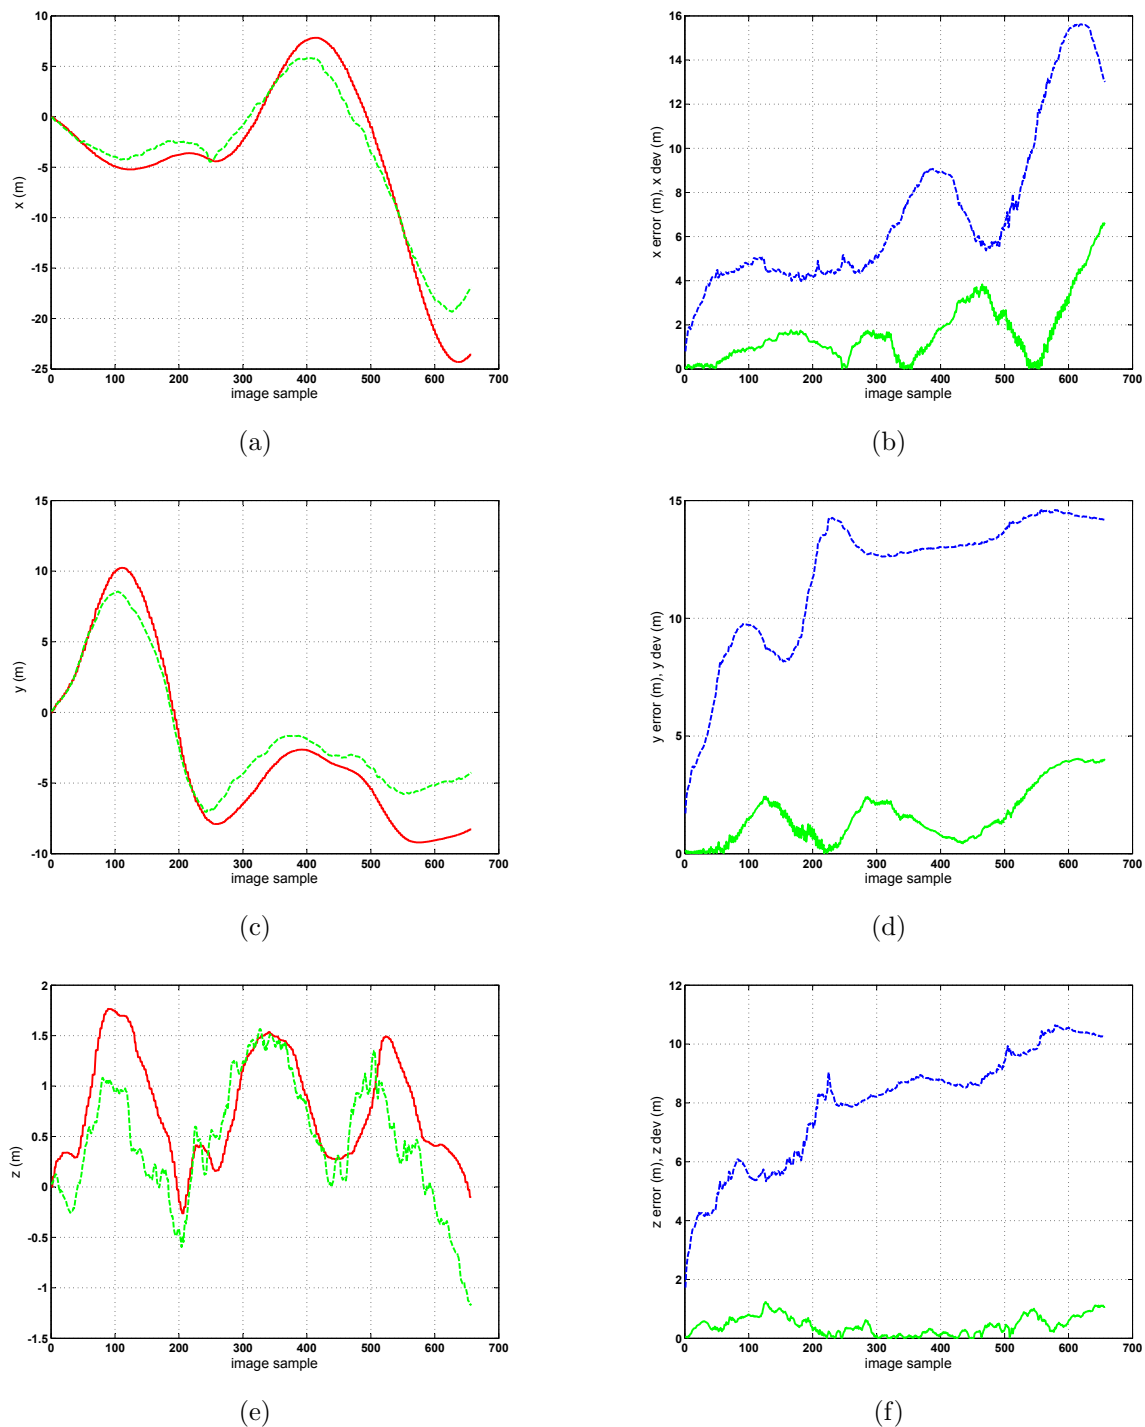 10
5
0
-5
-10
-15
-20
-25
0 100 200 300 400 500 600 700
x (m)
image sample
(a)
16
14
12
10
8
6
4
2
0
0 100 200 300 400 500 600 700
x error (m), x dev (m)
image sample
(b)
15
10
5
0
-5
-10
0 100 200 300 400 500 600 700
y (m)
image sample
(c)
15
10
5
0
0 100 200 300 400 500 600 700
y error (m), y dev (m)
image sample
(d)
2
1.5
1
0.5
0
-0.5
-1
-1.5
0 100 200 300 400 500 600 700
z (m)
image sample
(e)
12
10
8
6
4
2
0
0 100 200 300 400 500 600 700
z error (m), z dev (m)
image sample
(f)